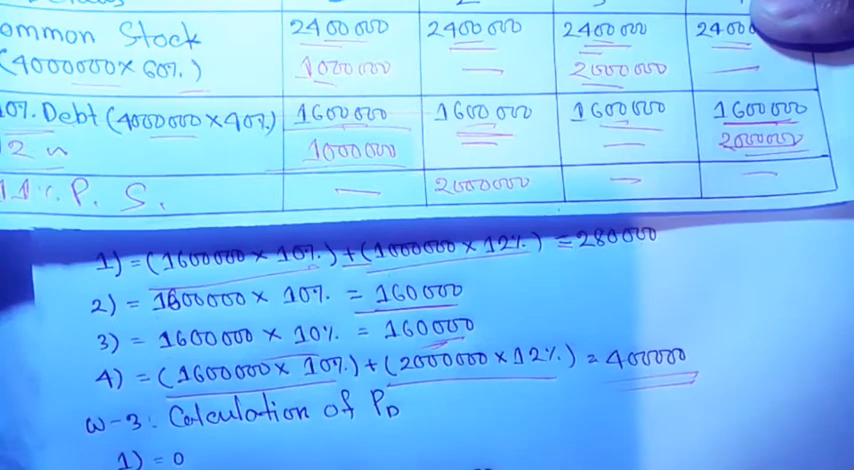 ommon Stock 2400000 2400000 2400000 2400
(4000000 × 60%) 1000000 — 2000000 —
10% Debt (4000000 × 40%) 1600000 1600000 1600000 1600000
12 " 1000000 — — 2000000
11% P. S. — 2000000 — —
1) = (1600000 × 10%) + (1000000 × 12%) = 280000
2) = 1600000 × 10% = 160000
3) = 1600000 × 10% = 160000
4) = (1600000 × 10%) + (2000000 × 12%) = 400000
W-3: Calculation of PD
1) = 0